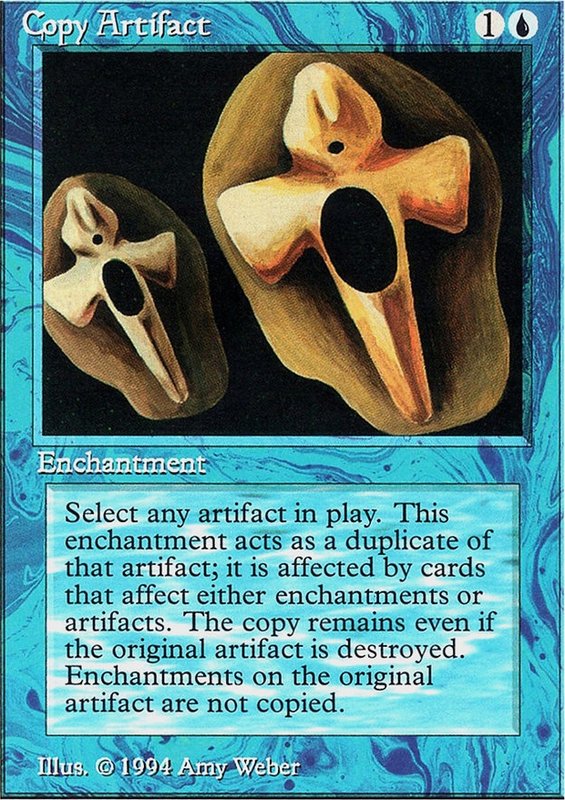 Copy Artifact 1
Enchantment
Select any artifact in play. This
enchantment acts as a duplicate of
that artifact; it is affected by cards
that affect either enchantments or
artifacts. The copy remains even if
the original artifact is destroyed.
Enchantments on the original
artifact are not copied.
Illus. © 1994 Amy Weber